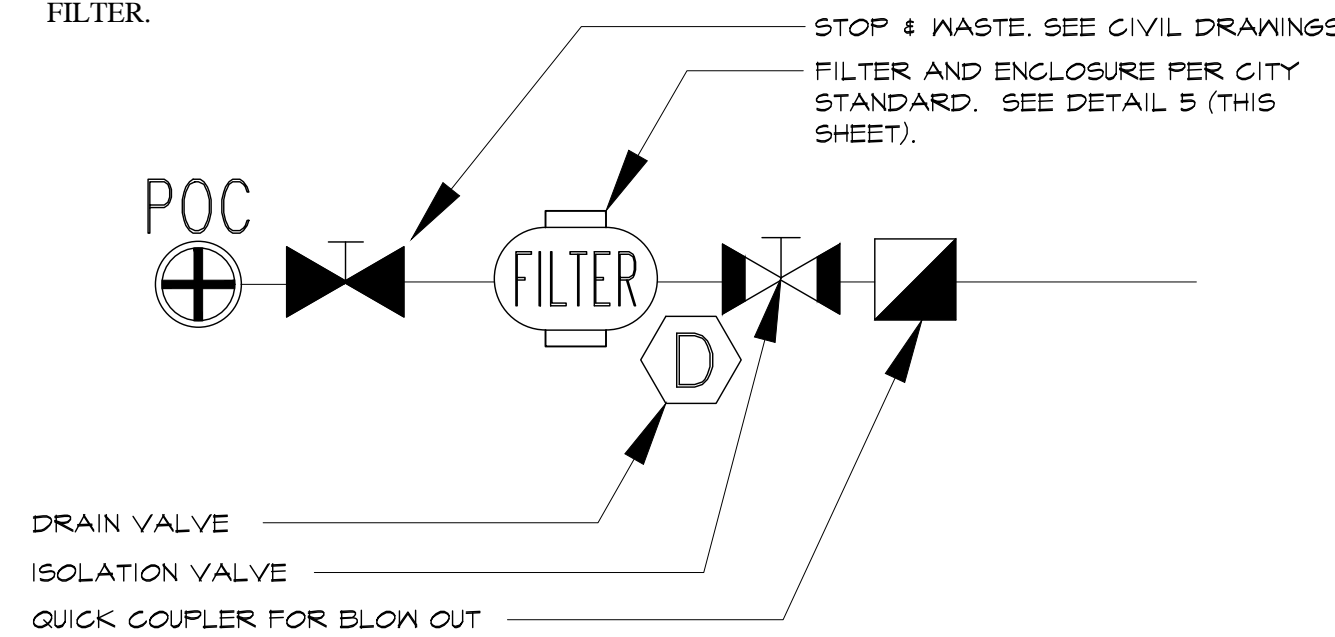 FILTER.
STOP & WASTE. SEE CIVIL DRAWINGS
FILTER AND ENCLOSURE PER CITY
STANDARD. SEE DETAIL 5 (THIS
SHEET).
POC
FILTER
D
DRAIN VALVE
ISOLATION VALVE
QUICK COUPLER FOR BLOW OUT